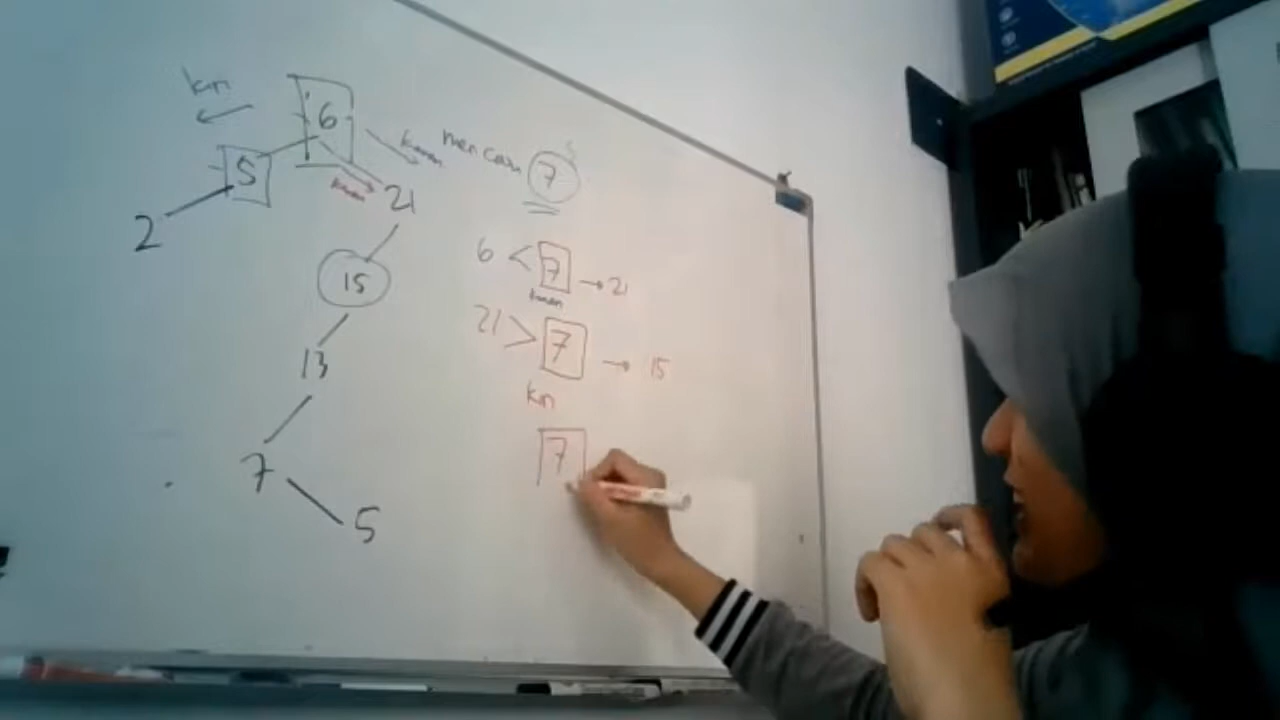 kiri
6
kanan
mencari 7
5
kanan
21
2
6 < 7 → 21
kanan
15
21 > 7 → 15
13
kiri
7
7
5